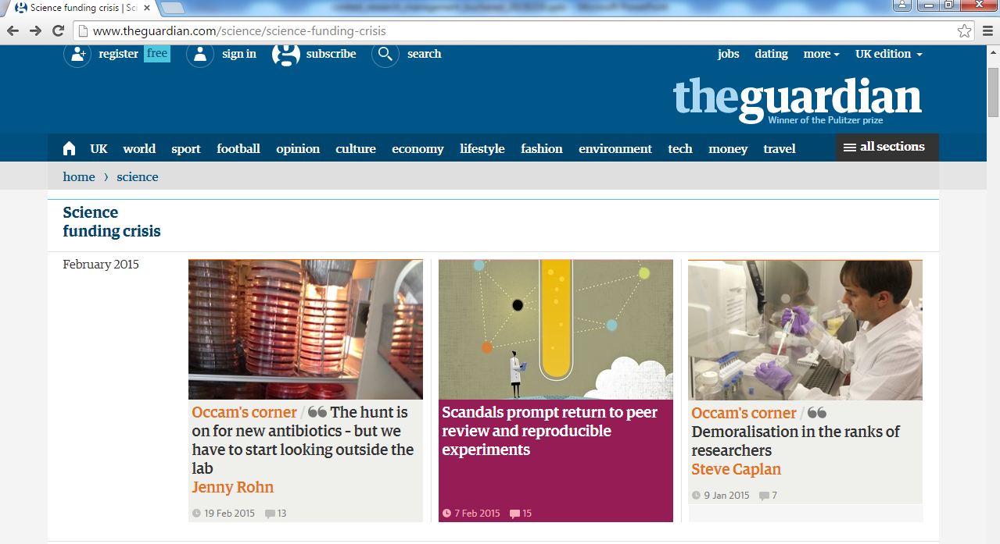 Science funding crisis | Sci
www.theguardian.com/science/science-funding-crisis
register free sign in subscribe search jobs dating more UK edition
theguardian
Winner of the Pulitzer prize
UK world sport football opinion culture economy lifestyle fashion environment tech money travel all sections
home › science
Science
funding crisis
February 2015
Occam's corner / The hunt is
on for new antibiotics – but we
have to start looking outside the
lab
Jenny Rohn
19 Feb 2015 13
Scandals prompt return to peer
review and reproducible
experiments
7 Feb 2015 15
Occam's corner /
Demoralisation in the ranks of
researchers
Steve Caplan
9 Jan 2015 7